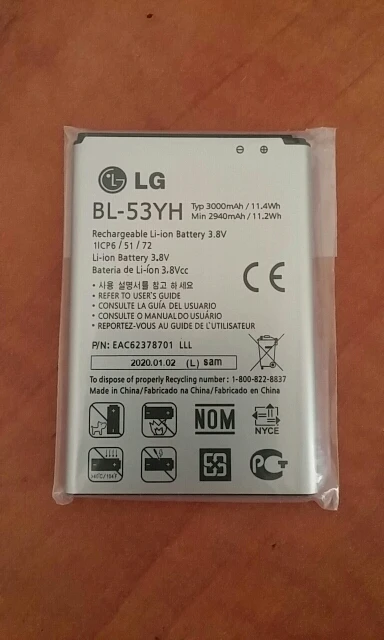 LG
BL-53YH
Typ 3000mAh / 11.4Wh
Min 2940mAh / 11.2Wh
Rechargeable Li-ion Battery 3.8V
1ICP6 / 51 / 72
Li-ion Battery 3.8V
Bateria de Li-íon 3.8Vcc
CE
• 사용 설명서를 참고 하세요
• REFER TO USER'S GUIDE
• CONSULTE LA GUÍA DEL USUARIO
• CONSULTE O MANUAL DO USUÁRIO
• REPORTEZ-VOUS AU GUIDE DE L'UTILISATEUR
P/N: EAC62378701 LLL
2020.01.02 (L) sam
To dispose of properly Recycling number : 1-800-822-8837
Made in China/Fabricado na China/Fabricado en China
NOM
NYCE